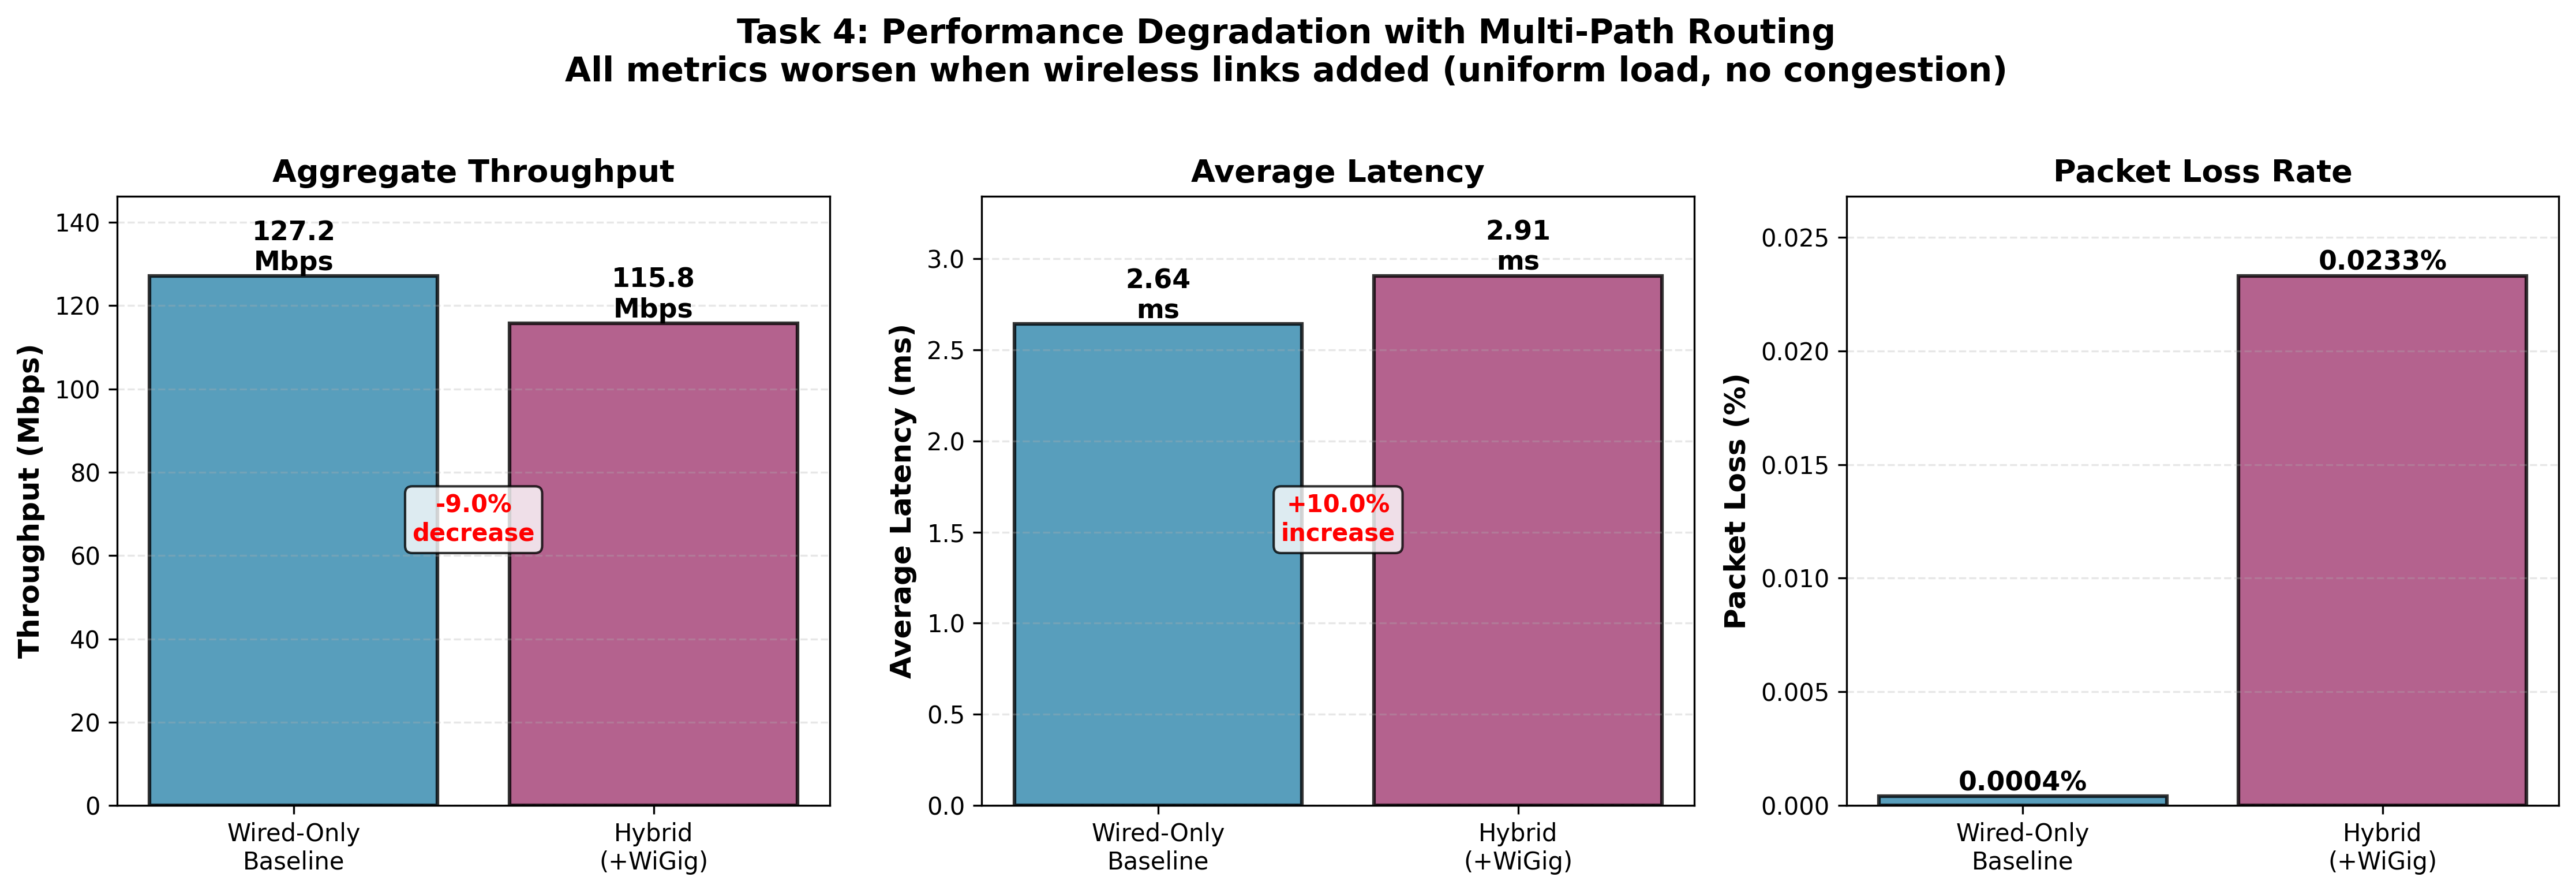 Task 4: Performance Degradation with Multi-Path Routing
All metrics worsen when wireless links added (uniform load, no congestion)
Aggregate Throughput
Throughput (Mbps)
140
120
100
80
60
40
20
0
127.2
Mbps
115.8
Mbps
-9.0%
decrease
Wired-Only
Baseline
Hybrid
(+WiGig)
Average Latency
Average Latency (ms)
3.0
2.5
2.0
1.5
1.0
0.5
0.0
2.64
ms
2.91
ms
+10.0%
increase
Wired-Only
Baseline
Hybrid
(+WiGig)
Packet Loss Rate
Packet Loss (%)
0.025
0.020
0.015
0.010
0.005
0.000
0.0004%
0.0233%
Wired-Only
Baseline
Hybrid
(+WiGig)